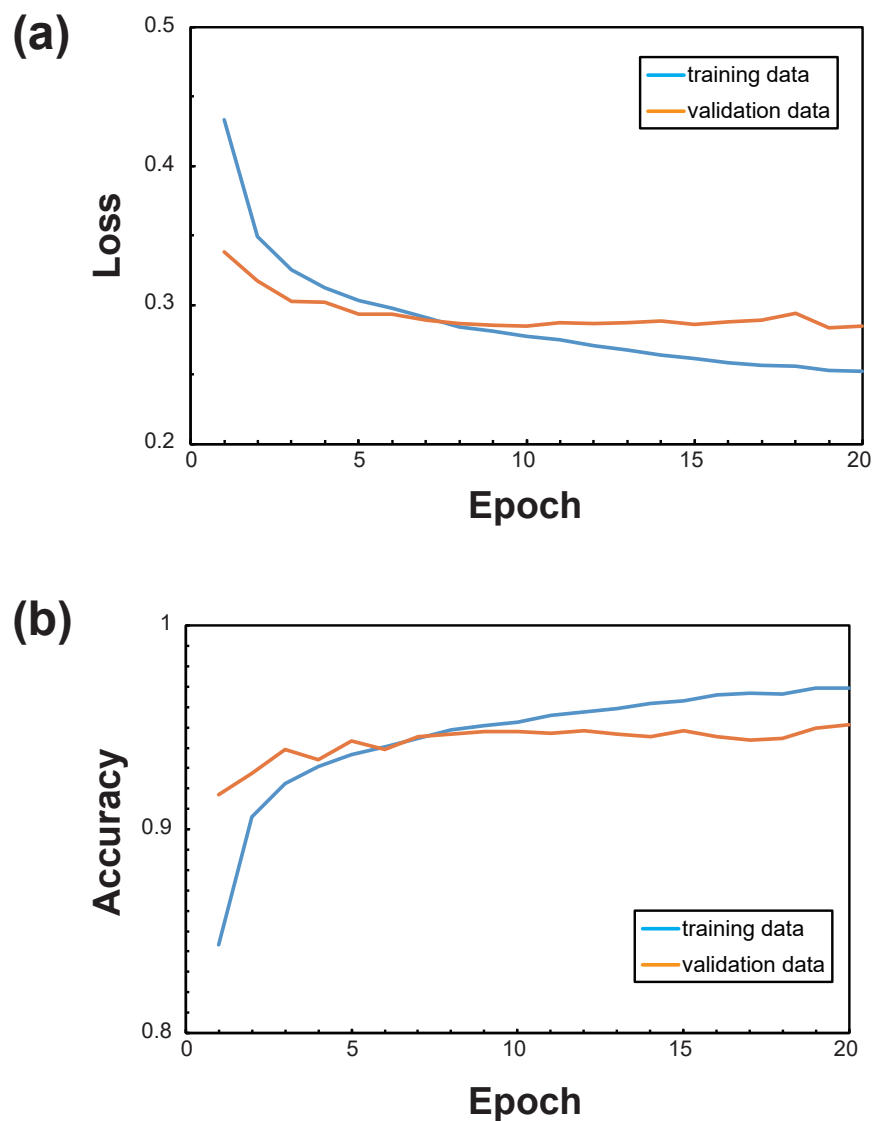 (a)
0.5
training data
validation data
0.4
Loss
0.3
0.2
0 5 10 15 20
Epoch
(b)
1
Accuracy
0.9
training data
validation data
0.8
0 5 10 15 20
Epoch